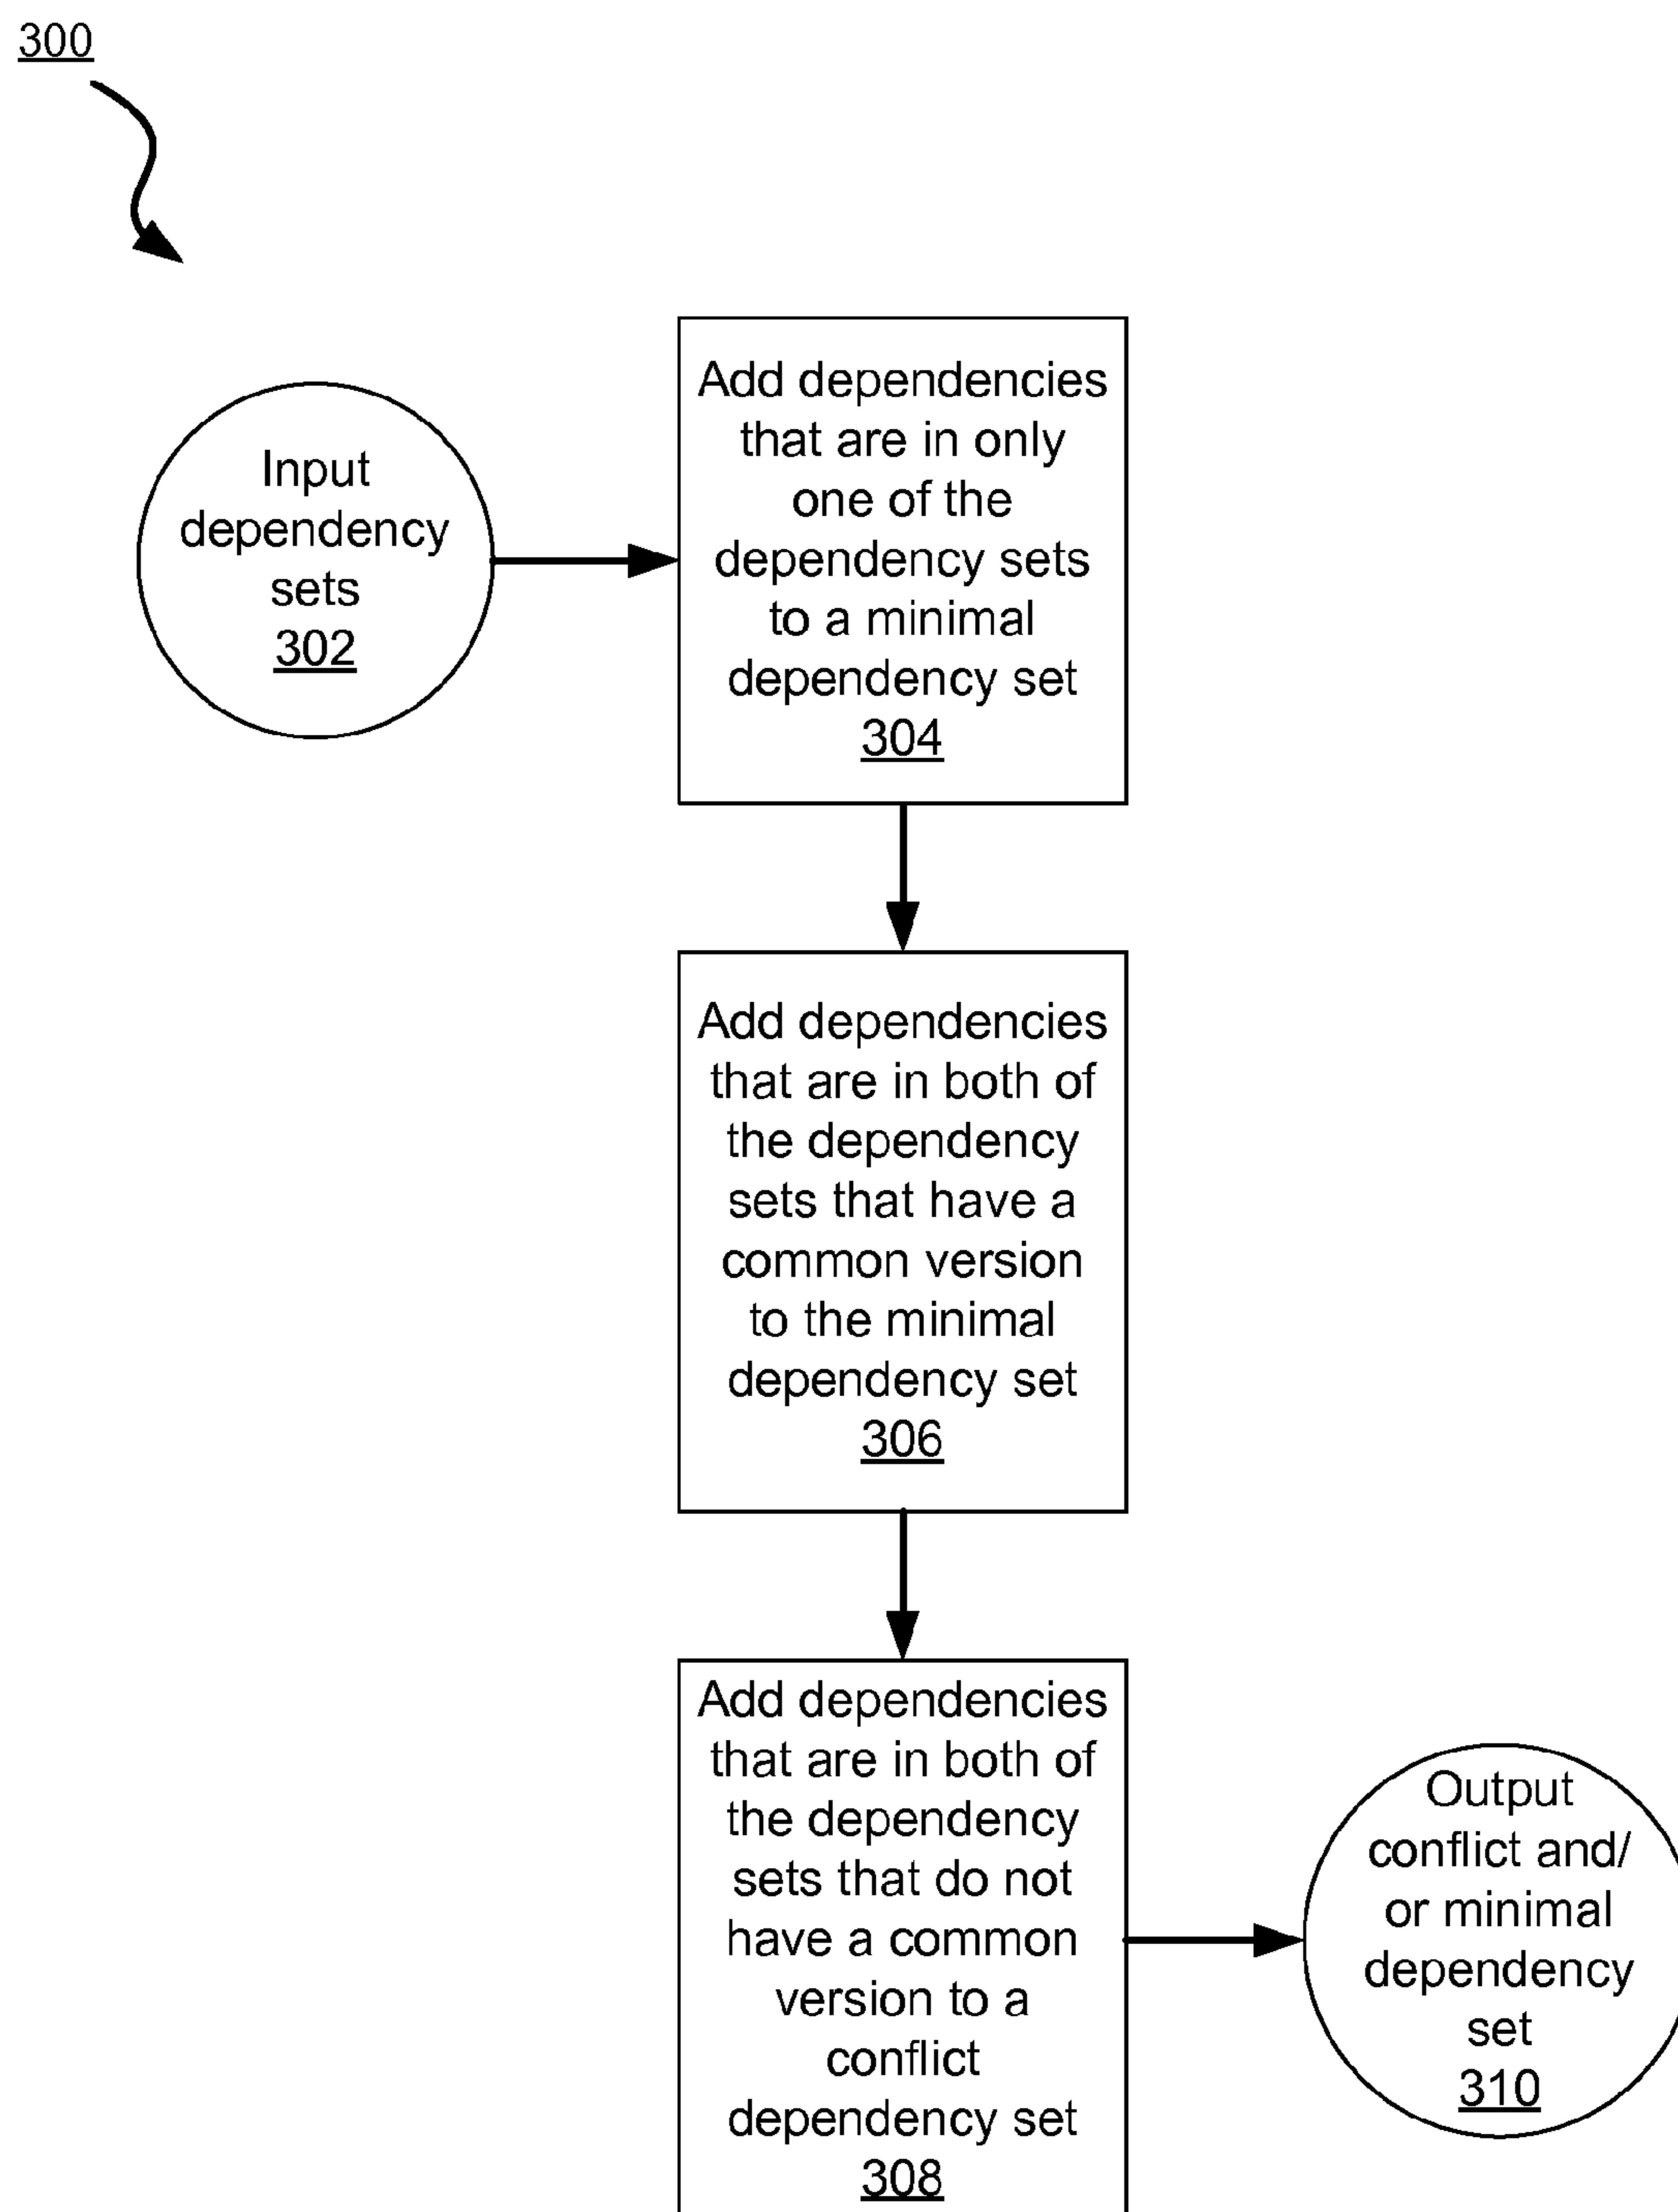 300
Input
dependency
sets
302
Add dependencies
that are in only
one of the
dependency sets
to a minimal
dependency set
304
Add dependencies
that are in both of
the dependency
sets that have a
common version
to the minimal
dependency set
306
Add dependencies
that are in both of
the dependency
sets that do not
have a common
version to a
conflict
dependency set
308
Output
conflict and/
or minimal
dependency
set
310